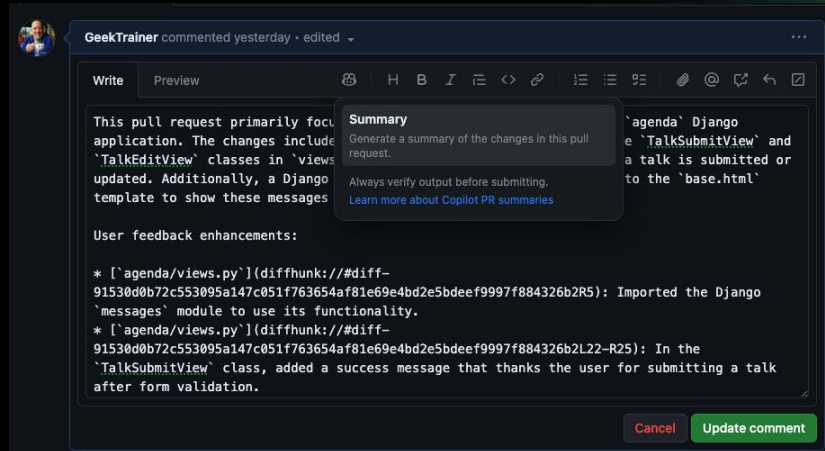 GeekTrainer commented yesterday • edited
Write Preview H B I
This pull request primarily focu
`agenda` Django
application. The changes include
e `TalkSubmitView` and
`TalkEditView` classes in `views
a talk is submitted or
updated. Additionally, a Django
to the `base.html`
template to show these messages
Summary
Generate a summary of the changes in this pull
request.
Always verify output before submitting.
Learn more about Copilot PR summaries
User feedback enhancements:
* [`agenda/views.py`](diffhunk://#diff-
91530d0b72c553095a147c051f763654af81e69e4bd2e5bdeef9997f884326b2R5): Imported the Django
`messages` module to use its functionality.
* [`agenda/views.py`](diffhunk://#diff-
91530d0b72c553095a147c051f763654af81e69e4bd2e5bdeef9997f884326b2L22-R25): In the
`TalkSubmitView` class, added a success message that thanks the user for submitting a talk
after form validation.
Cancel Update comment